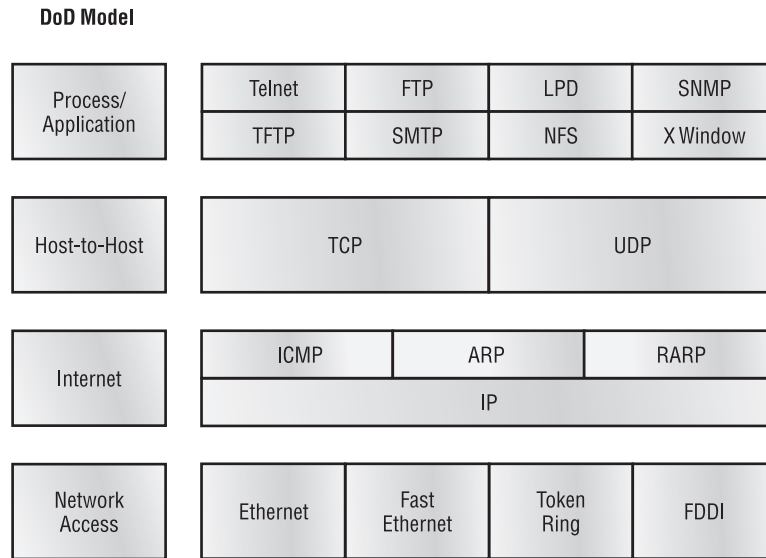 DoD Model
Process/
Application
Telnet
FTP
LPD
SNMP
TFTP
SMTP
NFS
X Window
Host-to-Host
TCP
UDP
Internet
ICMP
ARP
RARP
IP
Network
Access
Ethernet
Fast
Ethernet
Token
Ring
FDDI